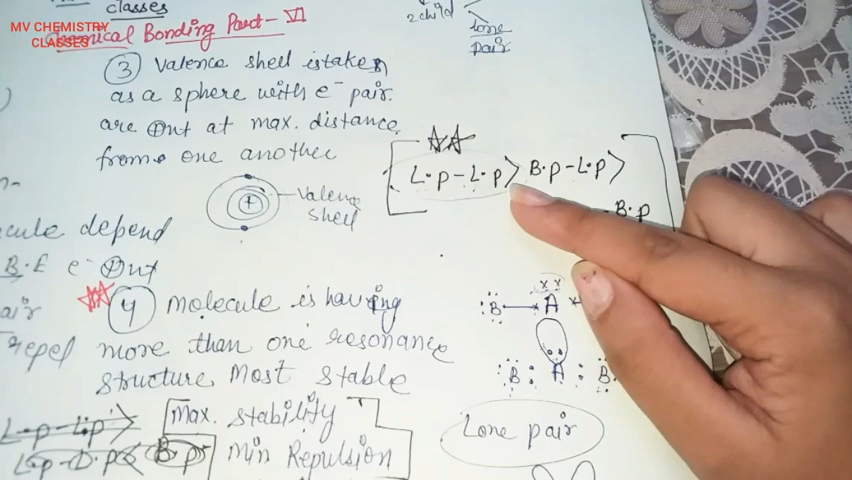 classes
MV CHEMISTRY
CLASSES
Chemical Bonding Part-VI
2 child
lone
pair
③ Valence shell is taken
as a sphere with e⁻ pair.
are at max. distance
from one another
L.p-L.p> B.p-L.p>
- B.p
Valence
shell
+
cule depend
B.E e⁻
④ Molecule is having
air
repel more than one resonance
structure Most stable
:B A
:B: A : B
L.p-L.p>
B.p
max. stability
min Repulsion
Lone pair